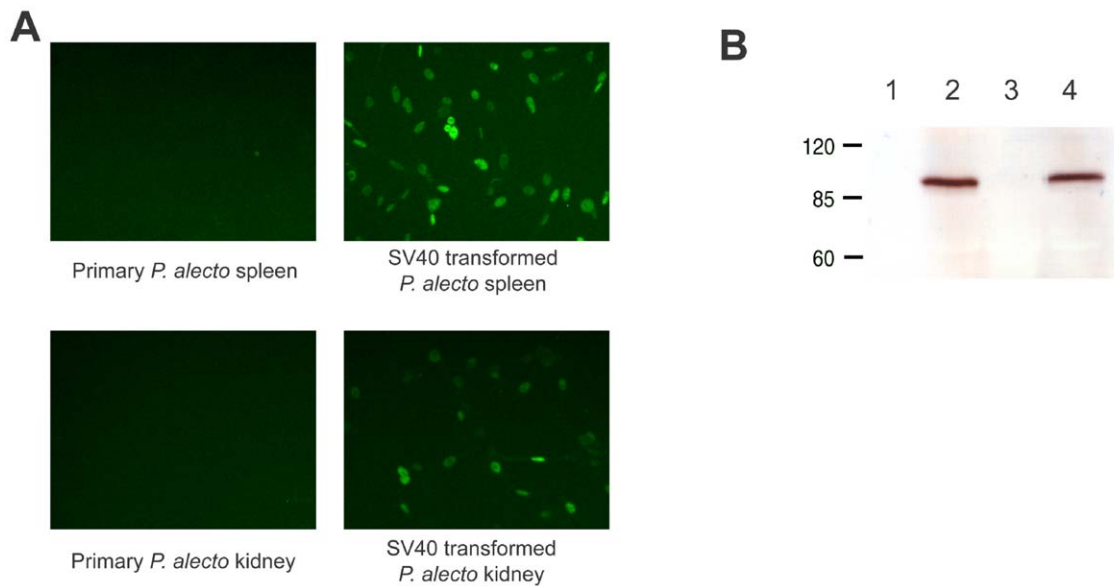 A
Primary P. alecto spleen
SV40 transformed
P. alecto spleen
Primary P. alecto kidney
SV40 transformed
P. alecto kidney
B
1 2 3 4
120
85
60